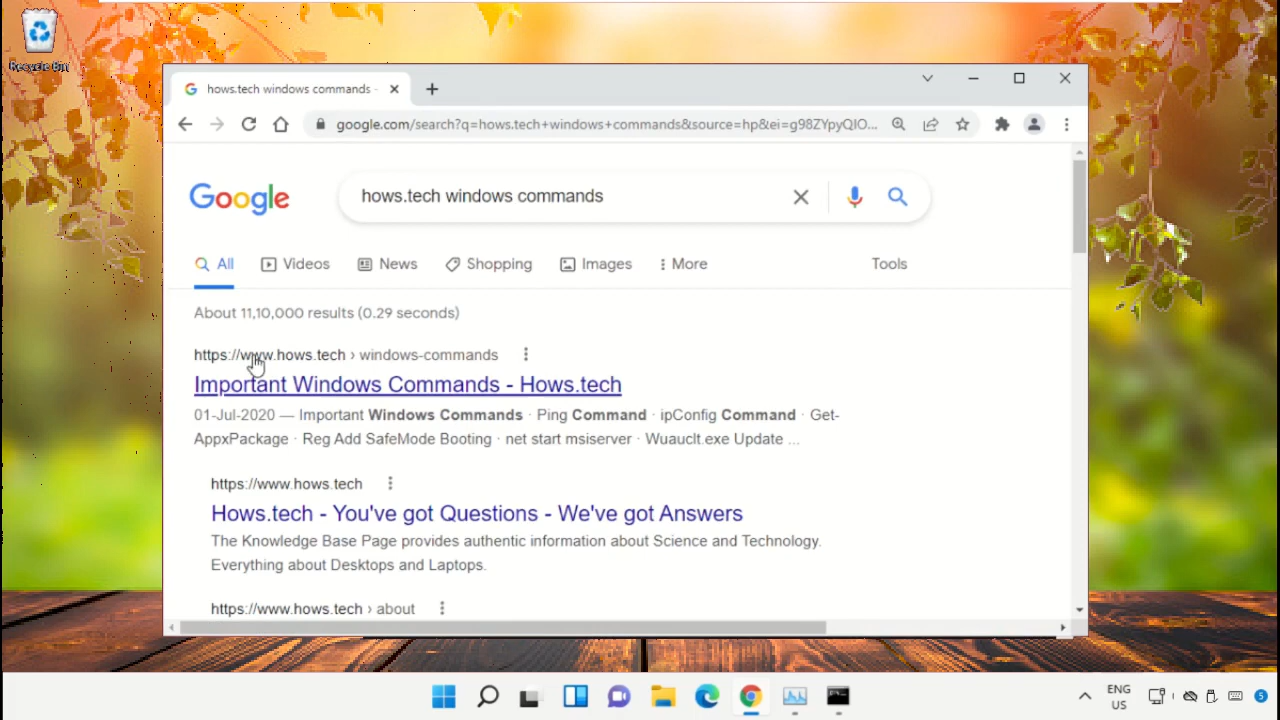 Recycle Bin
hows.tech windows commands -
google.com/search?q=hows.tech+windows+commands&source=hp&ei=g98ZYpyQIO...
Google
hows.tech windows commands
All
Videos
News
Shopping
Images
More
Tools
About 11,10,000 results (0.29 seconds)
https://www.hows.tech › windows-commands
Important Windows Commands - Hows.tech
01-Jul-2020 — Important Windows Commands · Ping Command · ipConfig Command · Get-
AppxPackage · Reg Add SafeMode Booting · net start msiserver · Wuauclt.exe Update ...
https://www.hows.tech
Hows.tech - You've got Questions - We've got Answers
The Knowledge Base Page provides authentic information about Science and Technology.
Everything about Desktops and Laptops.
https://www.hows.tech › about
ENG
US
5